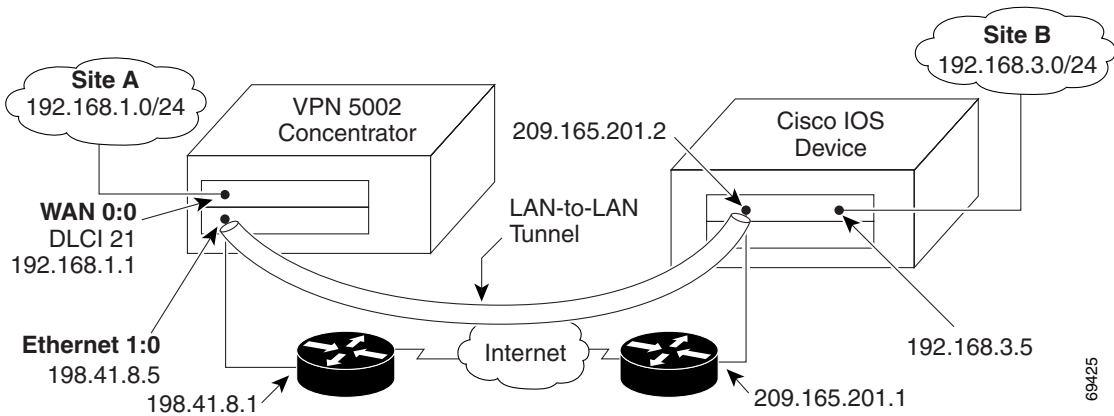 Site A
192.168.1.0/24
VPN 5002
Concentrator
209.165.201.2
Cisco IOS
Device
Site B
192.168.3.0/24
WAN 0:0
DLCI 21
192.168.1.1
LAN-to-LAN
Tunnel
Ethernet 1:0
198.41.8.5
198.41.8.1
Internet
209.165.201.1
192.168.3.5
69425